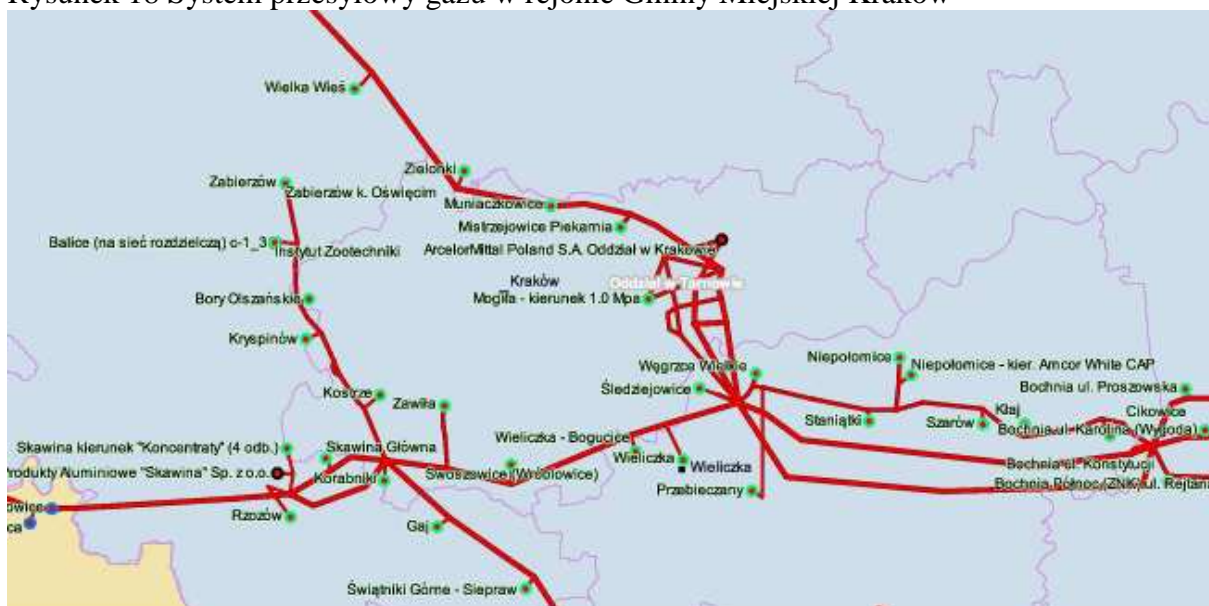 Rysunek 18 System przesyłowy gazu w rejonie Gminy Miejskiej Kraków
Wielka Wieś
Zielonki
Zabierzów
Zabierzów k. Oświęcim
Muniaczkowice
Mistrzejowice Piekarnia
Balice (na sieć rozdzielczą) o-1_3
Instytut Zootechniki
ArcelorMittal Poland S.A. Oddział w Krakowie
Oddział w Tarnowie
Kraków
Bory Olszańskie
Mogiła - kierunek 1.0 Mpa
Kryspinów
Węgrzce Wielkie
Niepołomice
Niepołomice - kier. Amcor White CAP
Śledziejowice
Bochnia ul. Proszowska
Kostrze
Zawiła
Staniątki
Szarów
Kłaj
Cikowice
Bochnia ul. Karolina (Wygoda)
Skawina kierunek "Koncentraty" (4 odb.)
Skawina Główna
Wieliczka - Bogucice
Wieliczka
Wieliczka
Produkty Aluminiowe "Skawina" Sp. z o.o.
Korabniki
Swoszowice (Wróblowice)
Bochnia ul. Konstytucji
Przebieczany
Bochnia Północ (ZNK) ul. Rejtana
owice
ca
Rzozów
Gaj
Świątniki Górne - Siepraw